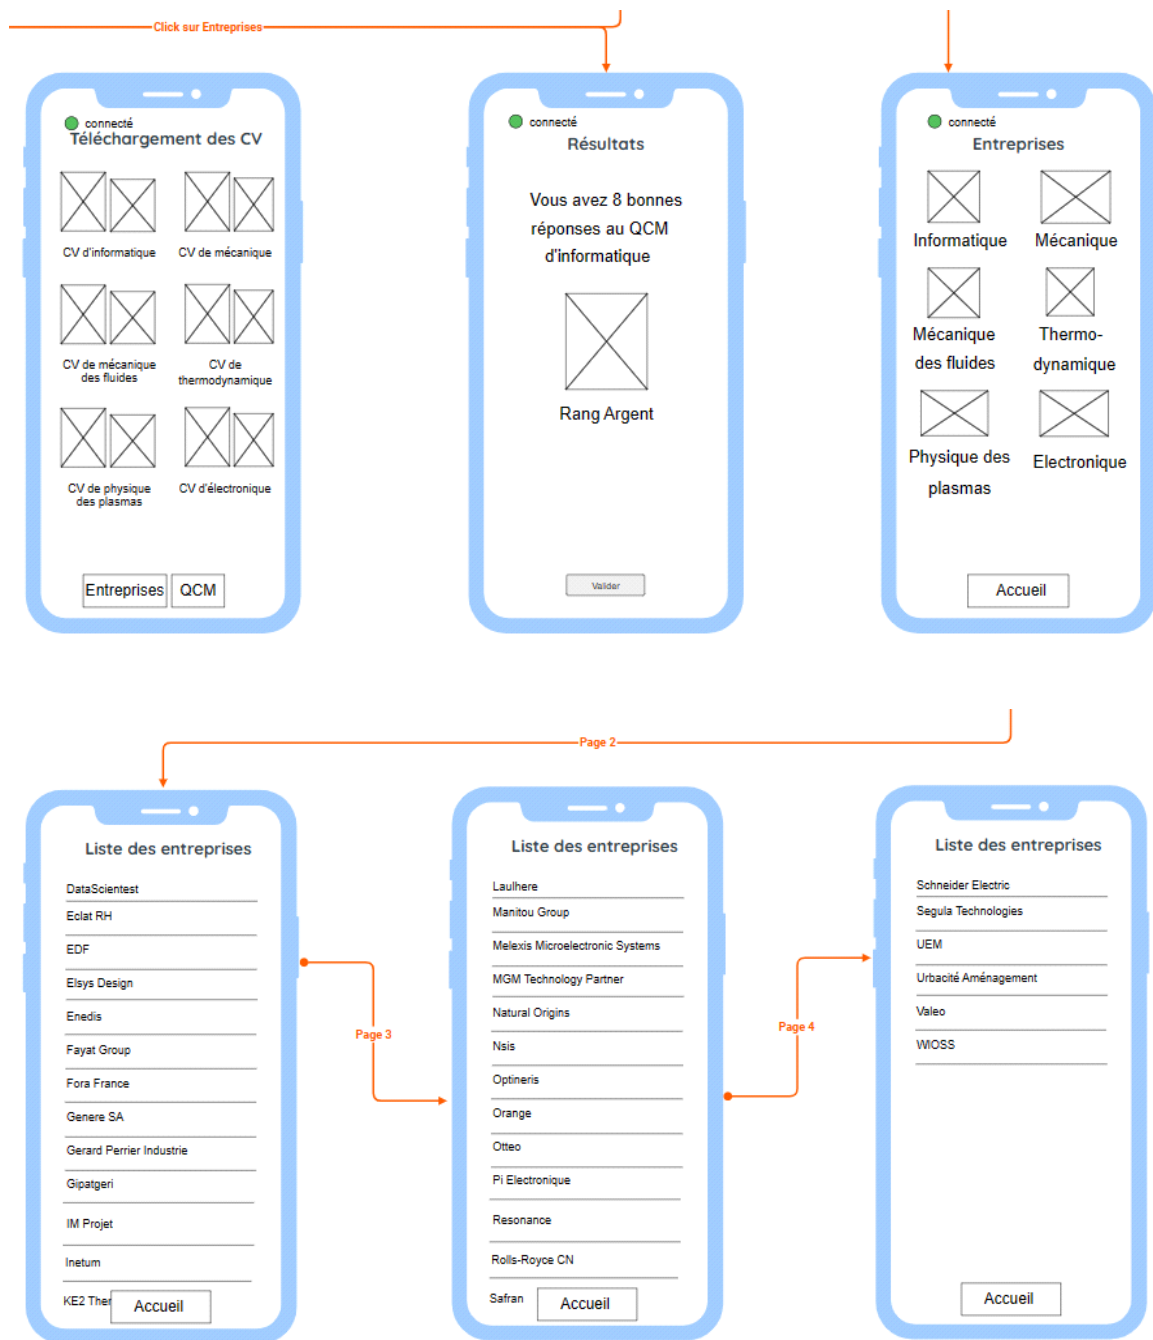 Click sur Entreprises
connecté
Téléchargement des CV
CV d'informatique
CV de mécanique
CV de mécanique
des fluides
CV de
thermodynamique
CV de physique
des plasmas
CV d'électronique
Entreprises
QCM
connecté
Résultats
Vous avez 8 bonnes
réponses au QCM
d'informatique
Rang Argent
Valider
connecté
Entreprises
Informatique
Mécanique
Mécanique
des fluides
Thermo-
dynamique
Physique des
plasmas
Electronique
Accueil
Page 2
Liste des entreprises
DataScientest
Eclat RH
EDF
Elsys Design
Enedis
Fayat Group
Fora France
Genere SA
Gerard Perrier Industrie
Gipatgeri
IM Projet
Inetum
KE2 Ther
Accueil
Page 3
Liste des entreprises
Laulhere
Manitou Group
Melexis Microelectronic Systems
MGM Technology Partner
Natural Origins
Nsis
Optineris
Orange
Otteo
Pi Electronique
Resonance
Rolls-Royce CN
Safran
Accueil
Page 4
Liste des entreprises
Schneider Electric
Segula Technologies
UEM
Urbacité Aménagement
Valeo
WIOSS
Accueil